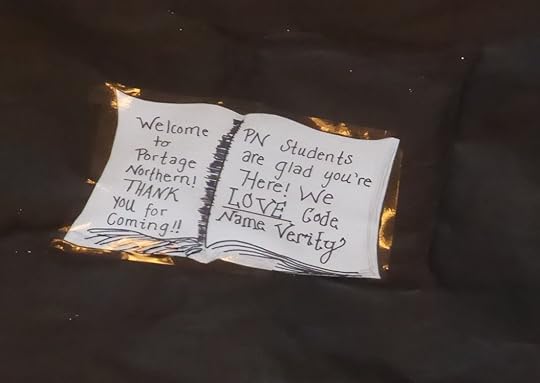 Welcome
to
Portage
Northern!
THANK
you for
Coming!!
PN Students
are glad you're
Here! We
LOVE Code
Name Verity